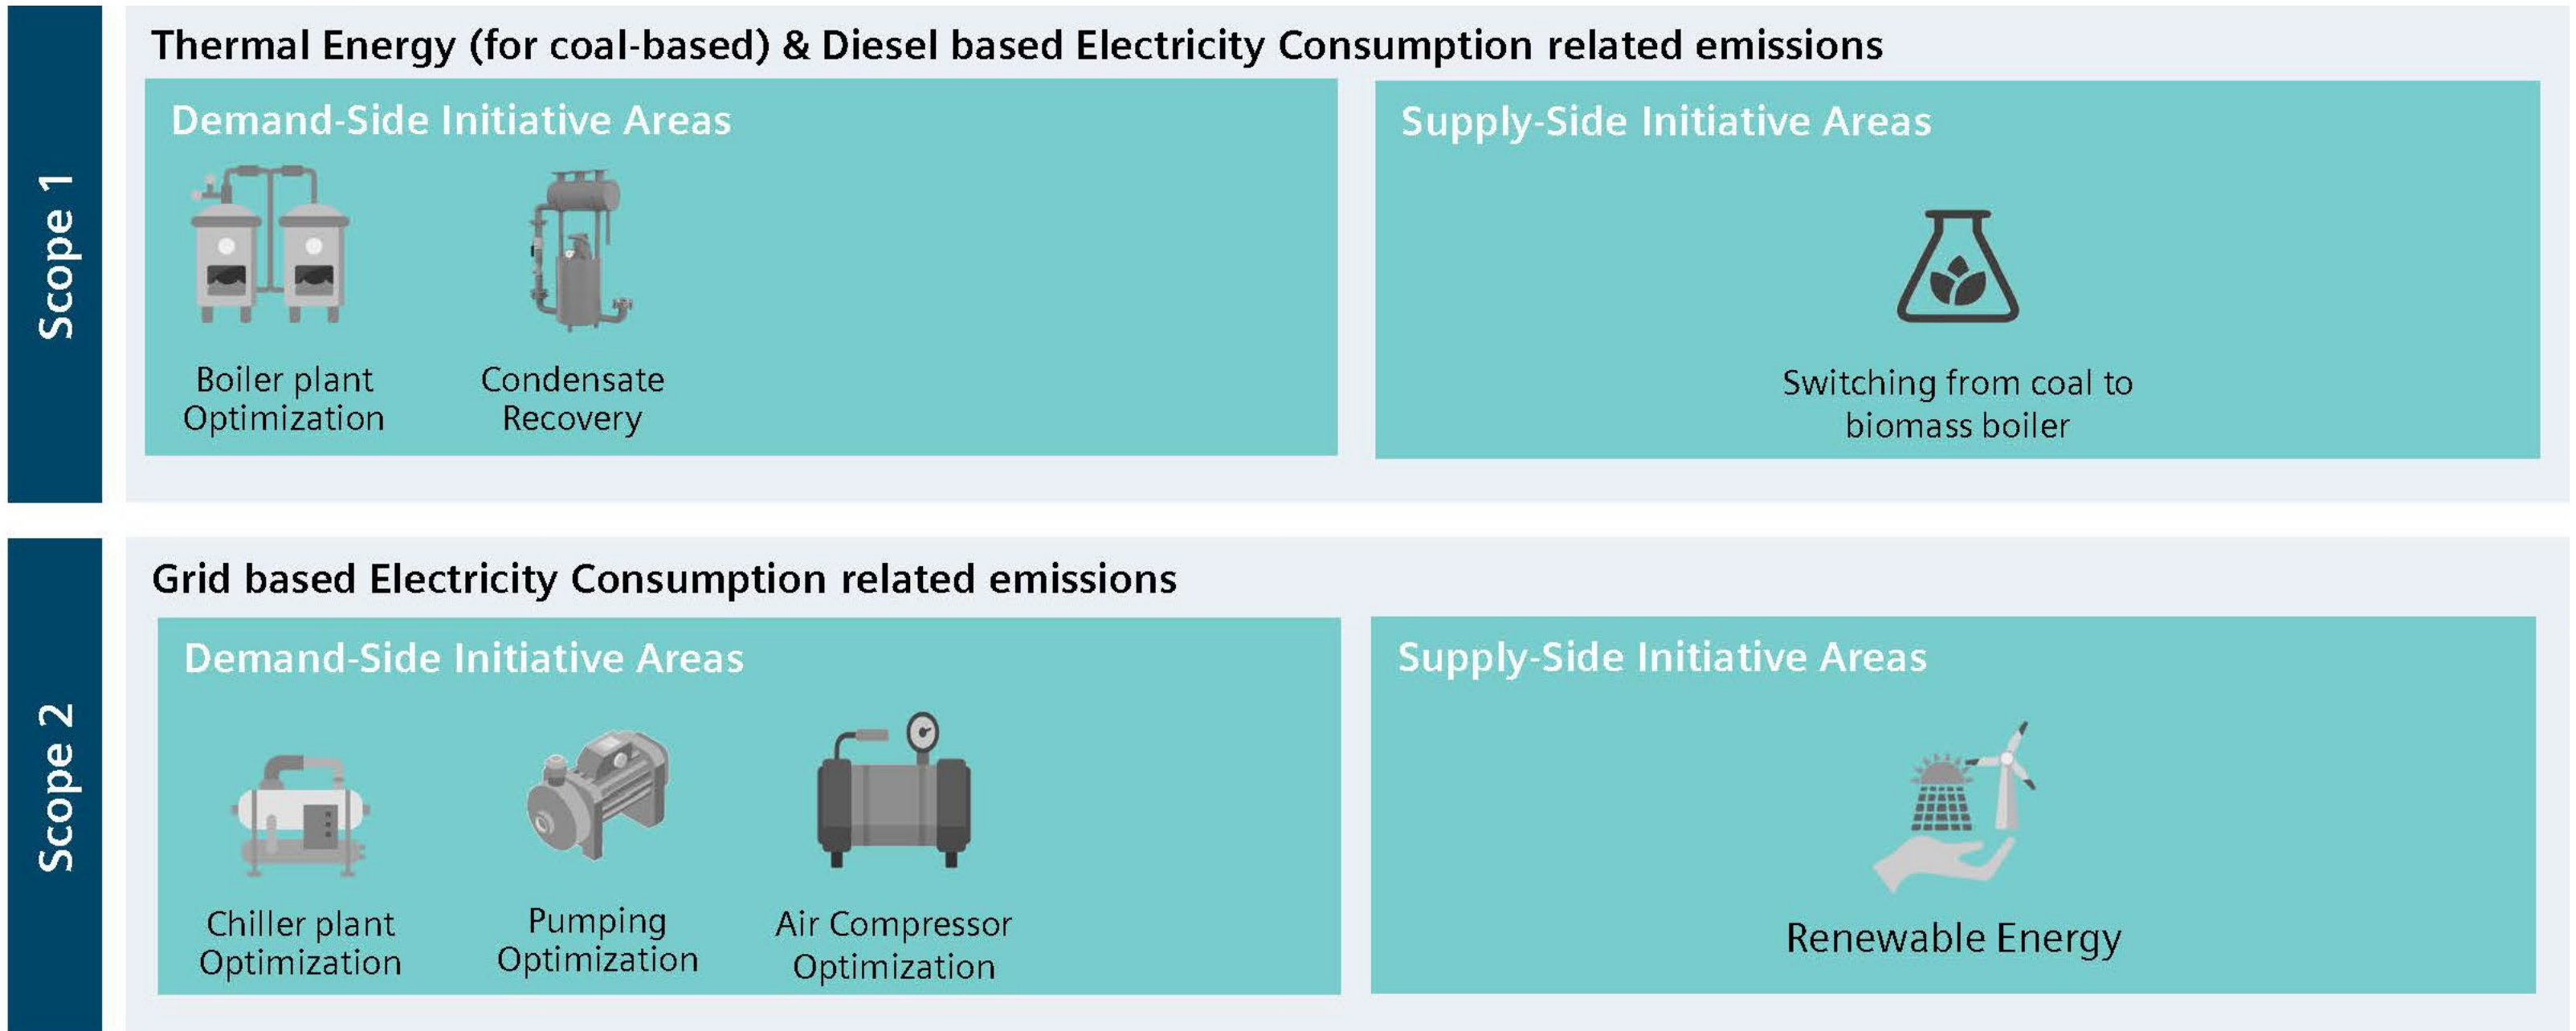 Scope 1
Thermal Energy (for coal-based) & Diesel based Electricity Consumption related emissions
Demand-Side Initiative Areas
Boiler plant
Optimization
Condensate
Recovery
Supply-Side Initiative Areas
Switching from coal to
biomass boiler
Scope 2
Grid based Electricity Consumption related emissions
Demand-Side Initiative Areas
Chiller plant
Optimization
Pumping
Optimization
Air Compressor
Optimization
Supply-Side Initiative Areas
Renewable Energy